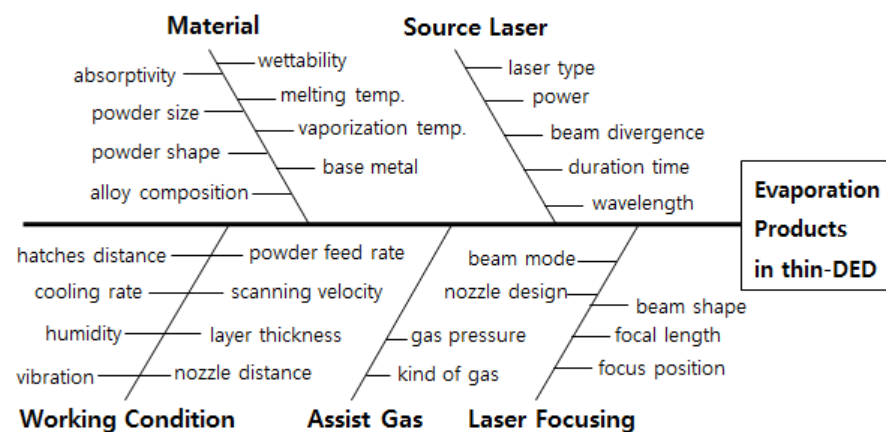 Material
Source Laser
wettability
absorptivity
melting temp.
powder size
vaporization temp.
powder shape
base metal
alloy composition
laser type
power
beam divergence
duration time
wavelength
Evaporation
Products
in thin-DED
hatches distance
powder feed rate
cooling rate
scanning velocity
humidity
layer thickness
vibration
nozzle distance
gas pressure
kind of gas
beam mode
nozzle design
beam shape
focal length
focus position
Working Condition
Assist Gas
Laser Focusing